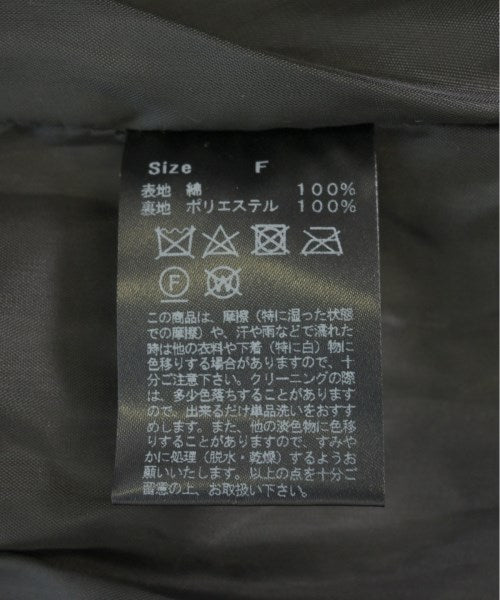 Size F
表地 綿 100%
裏地 ポリエステル 100%
F W
この商品は、摩擦（特に湿った状態
での摩擦）や、汗や雨などで濡れた
時は他の衣料や下着（特に白）物に
色移りする場合がありますので、十
分ご注意下さい。クリーニングの際
は、多少色落ちすることがあります
ので、出来るだけ単品洗いをおすす
めします。また、他の淡色物に色移
りすることがありますので、すみや
かに処理（脱水・乾燥）するようお
願いいたします。以上の点を十分ご
留意の上、お取扱い下さい。